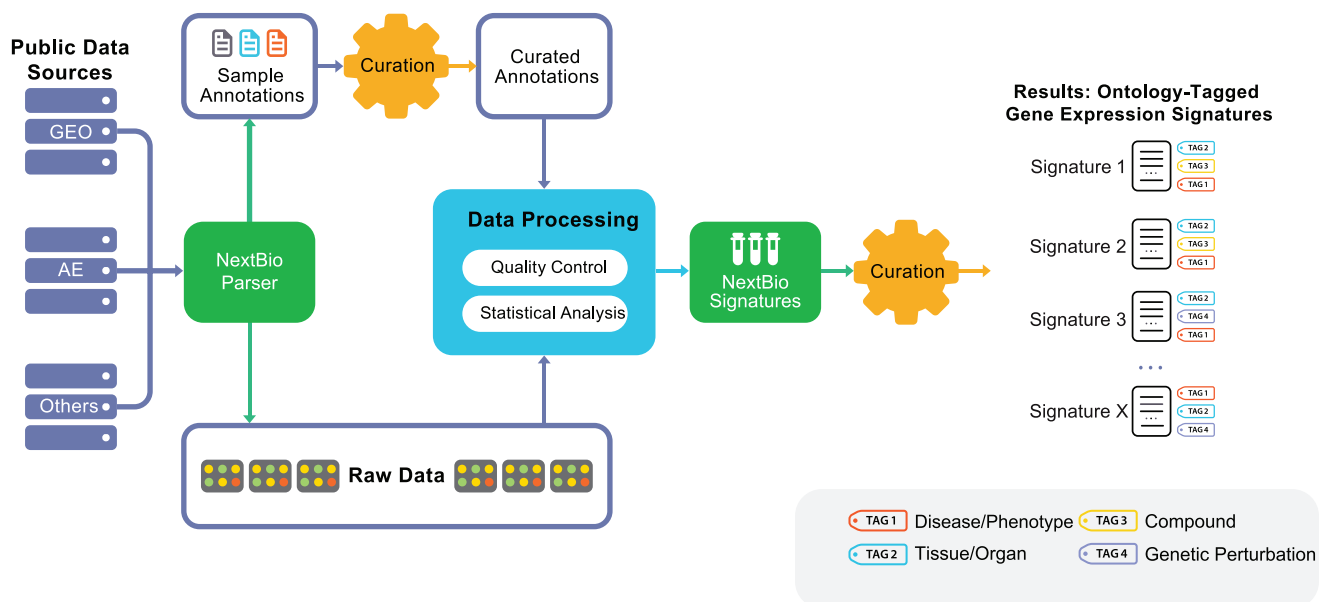 Public Data
Sources
GEO
AE
Others
Sample
Annotations
Curation
Curated
Annotations
NextBio
Parser
Data Processing
Quality Control
Statistical Analysis
Raw Data
NextBio
Signatures
Curation
Results: Ontology-Tagged
Gene Expression Signatures
Signature 1
...
TAG 2
TAG 3
TAG 1
Signature 2
...
TAG 2
TAG 3
TAG 1
Signature 3
...
TAG 2
TAG 4
TAG 1
...
Signature X
...
TAG 1
TAG 2
TAG 4
TAG 1 Disease/Phenotype
TAG 3 Compound
TAG 2 Tissue/Organ
TAG 4 Genetic Perturbation